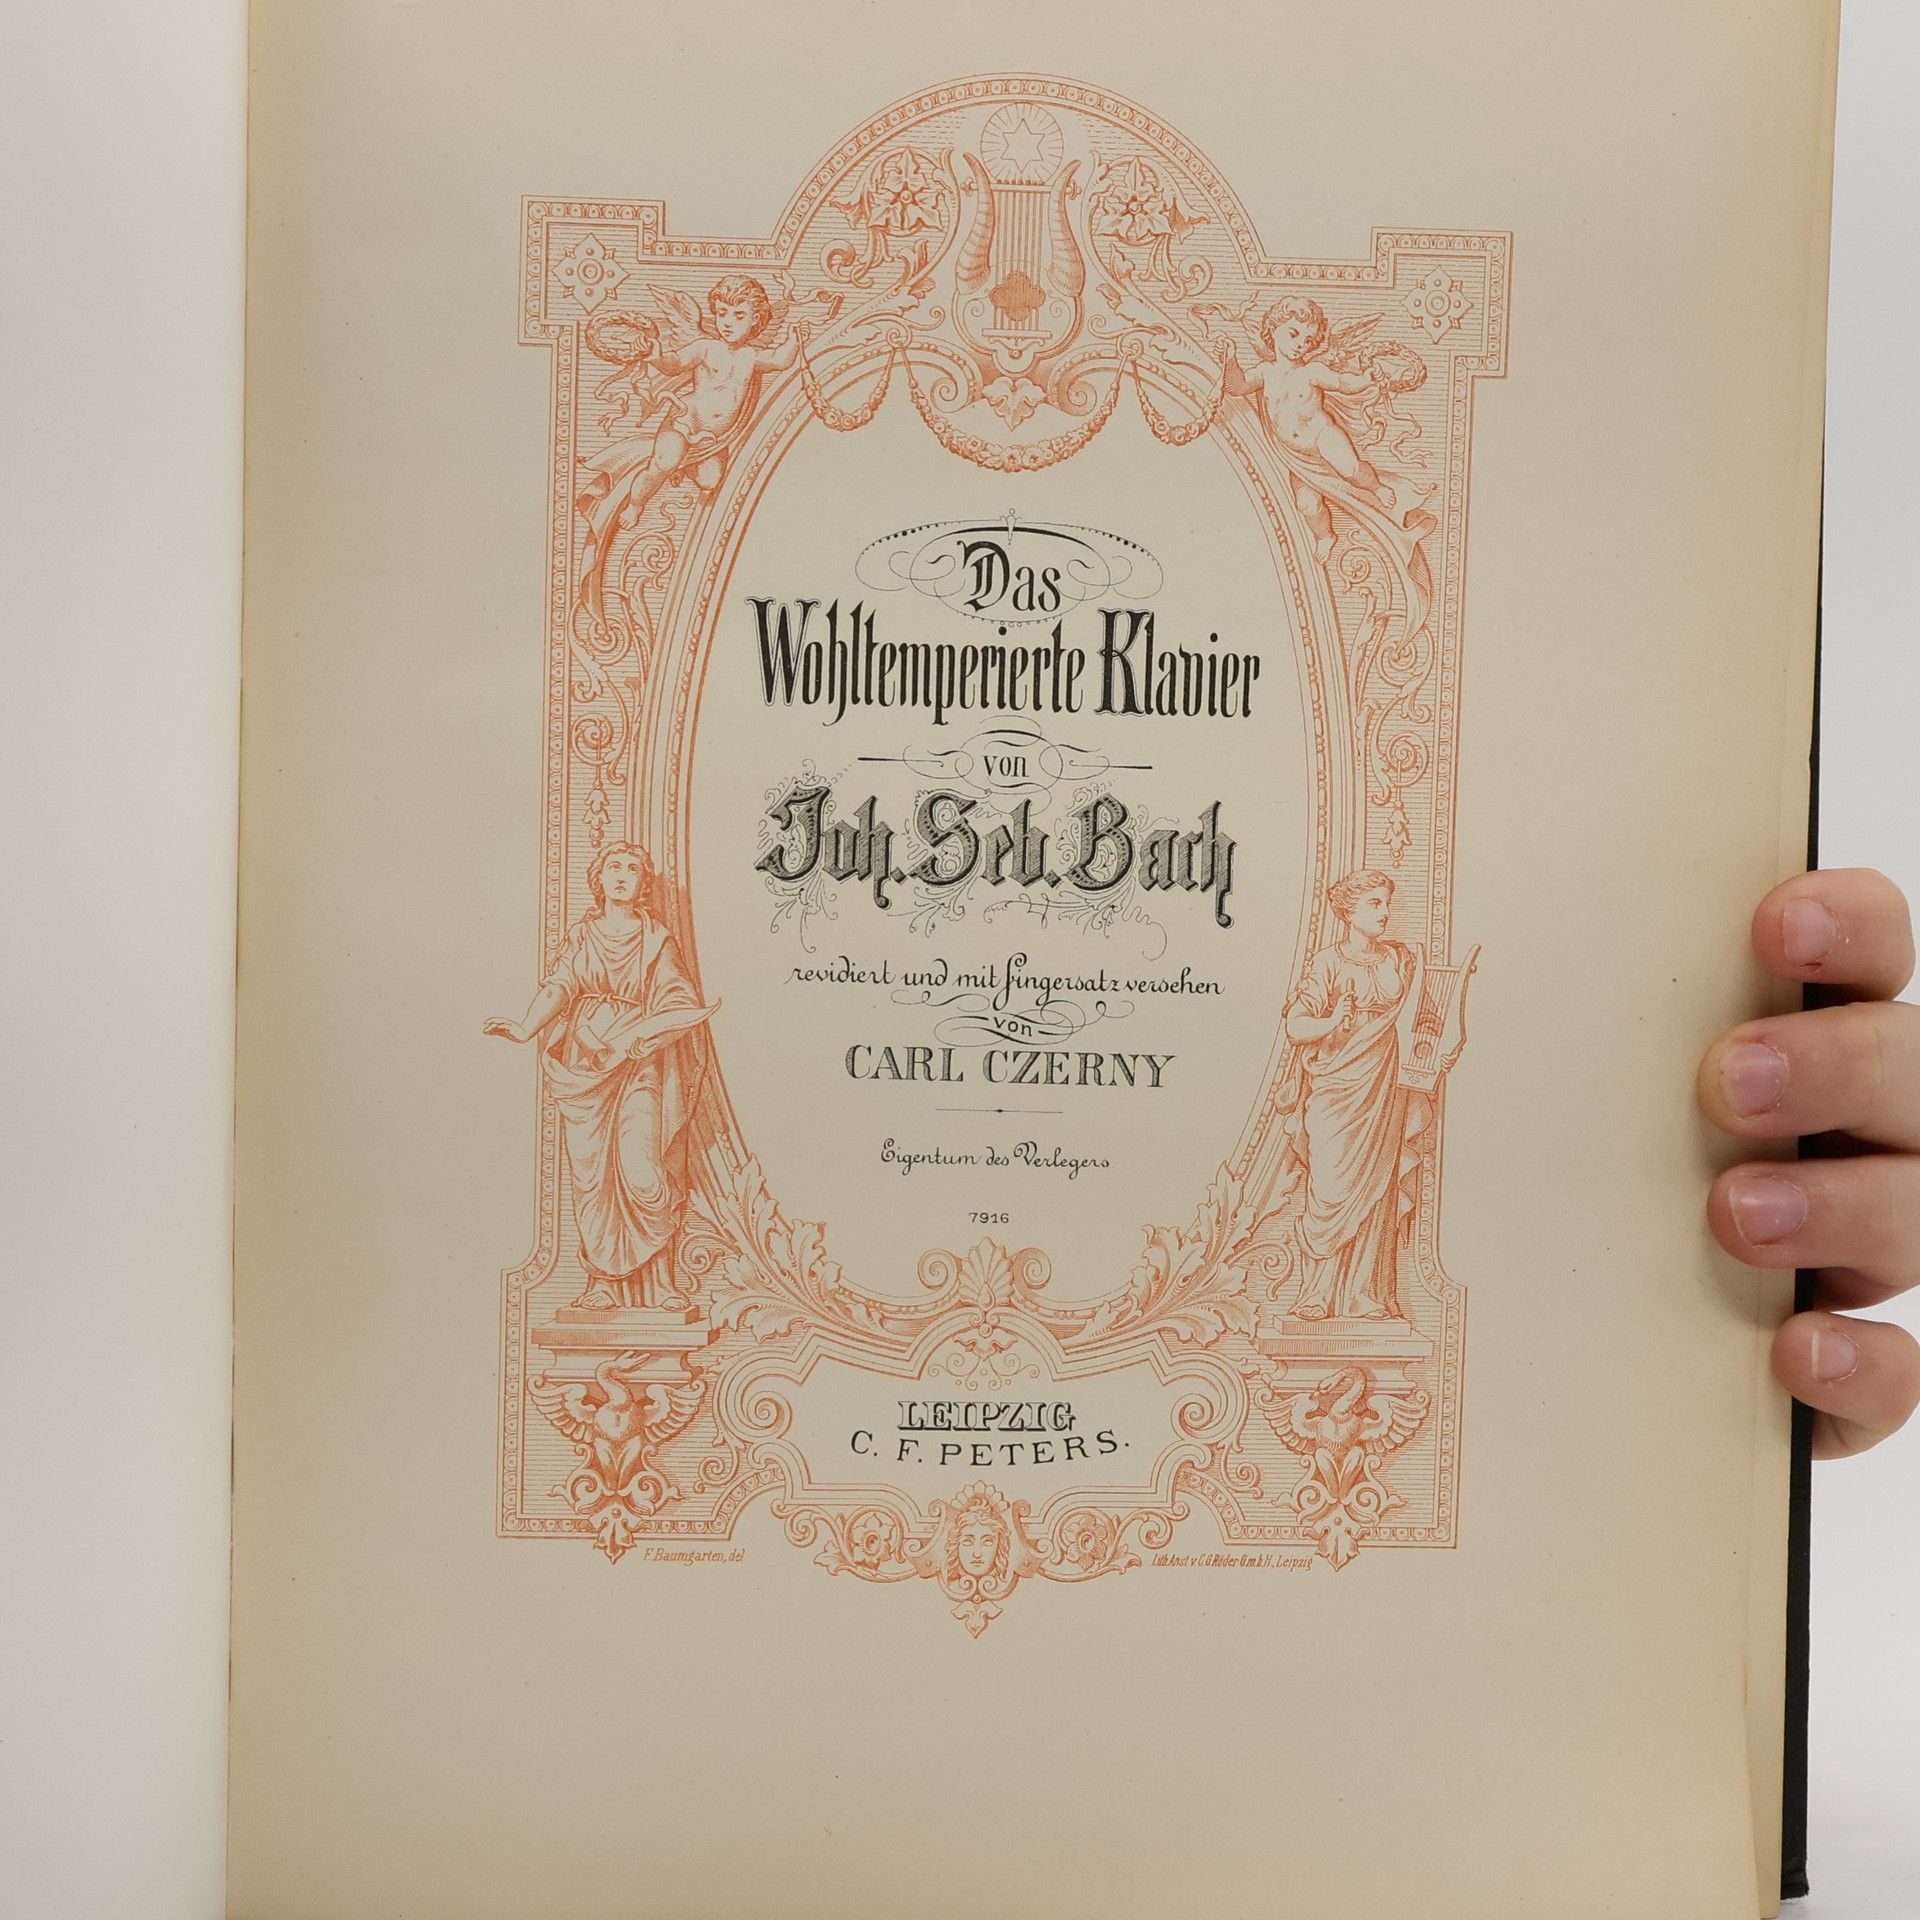 Das
Wohltemperierte Klavier
von
Joh. Seb. Bach
revidiert und mit Fingersatz versehen
von
CARL CZERNY
Eigentum des Verlegers
7916
LEIPZIG
C. F. PETERS.
F. Baumgarten, del.
Lith. Anst. v. C. G. Röder G.m.b.H., Leipzig